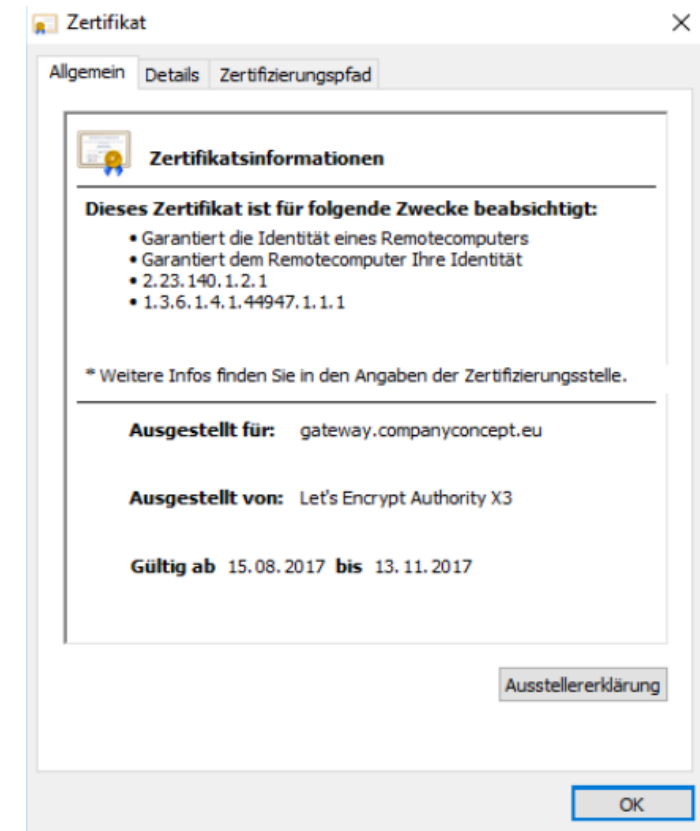 Zertifikat
Allgemein Details Zertifizierungspfad
Zertifikatsinformationen
Dieses Zertifikat ist für folgende Zwecke beabsichtigt:
• Garantiert die Identität eines Remotecomputers
• Garantiert dem Remotecomputer Ihre Identität
• 2.23.140.1.2.1
• 1.3.6.1.4.1.44947.1.1.1
* Weitere Infos finden Sie in den Angaben der Zertifizierungsstelle.
Ausgestellt für: gateway.companyconcept.eu
Ausgestellt von: Let's Encrypt Authority X3
Gültig ab 15.08.2017 bis 13.11.2017
Ausstellererklärung
OK